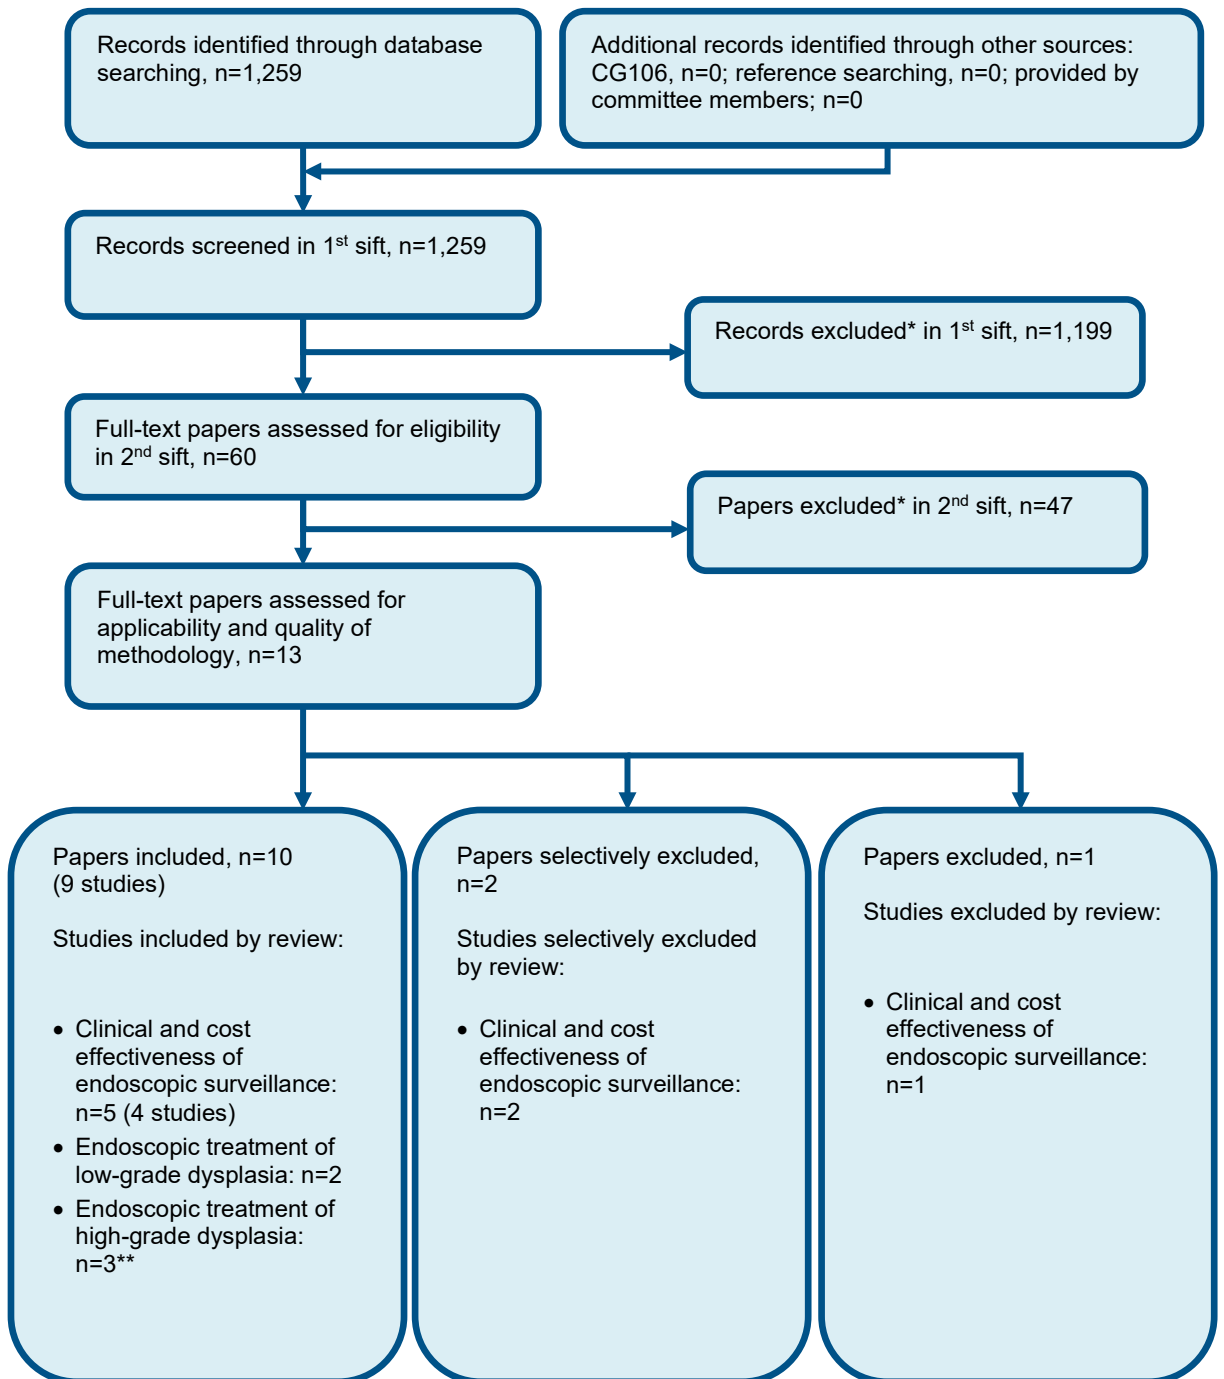 Records identified through database
searching, n=1,259
Additional records identified through other sources:
CG106, n=0; reference searching, n=0; provided by
committee members; n=0
Records screened in 1st sift, n=1,259
Records excluded* in 1st sift, n=1,199
Full-text papers assessed for eligibility
in 2nd sift, n=60
Papers excluded* in 2nd sift, n=47
Full-text papers assessed for
applicability and quality of
methodology, n=13
Papers included, n=10
(9 studies)
Studies included by review:
• Clinical and cost
effectiveness of
endoscopic surveillance:
n=5 (4 studies)
• Endoscopic treatment of
low-grade dysplasia: n=2
• Endoscopic treatment of
high-grade dysplasia:
n=3**
Papers selectively excluded,
n=2
Studies selectively excluded
by review:
• Clinical and cost
effectiveness of
endoscopic surveillance:
n=2
Papers excluded, n=1
Studies excluded by review:
• Clinical and cost
effectiveness of
endoscopic surveillance:
n=1